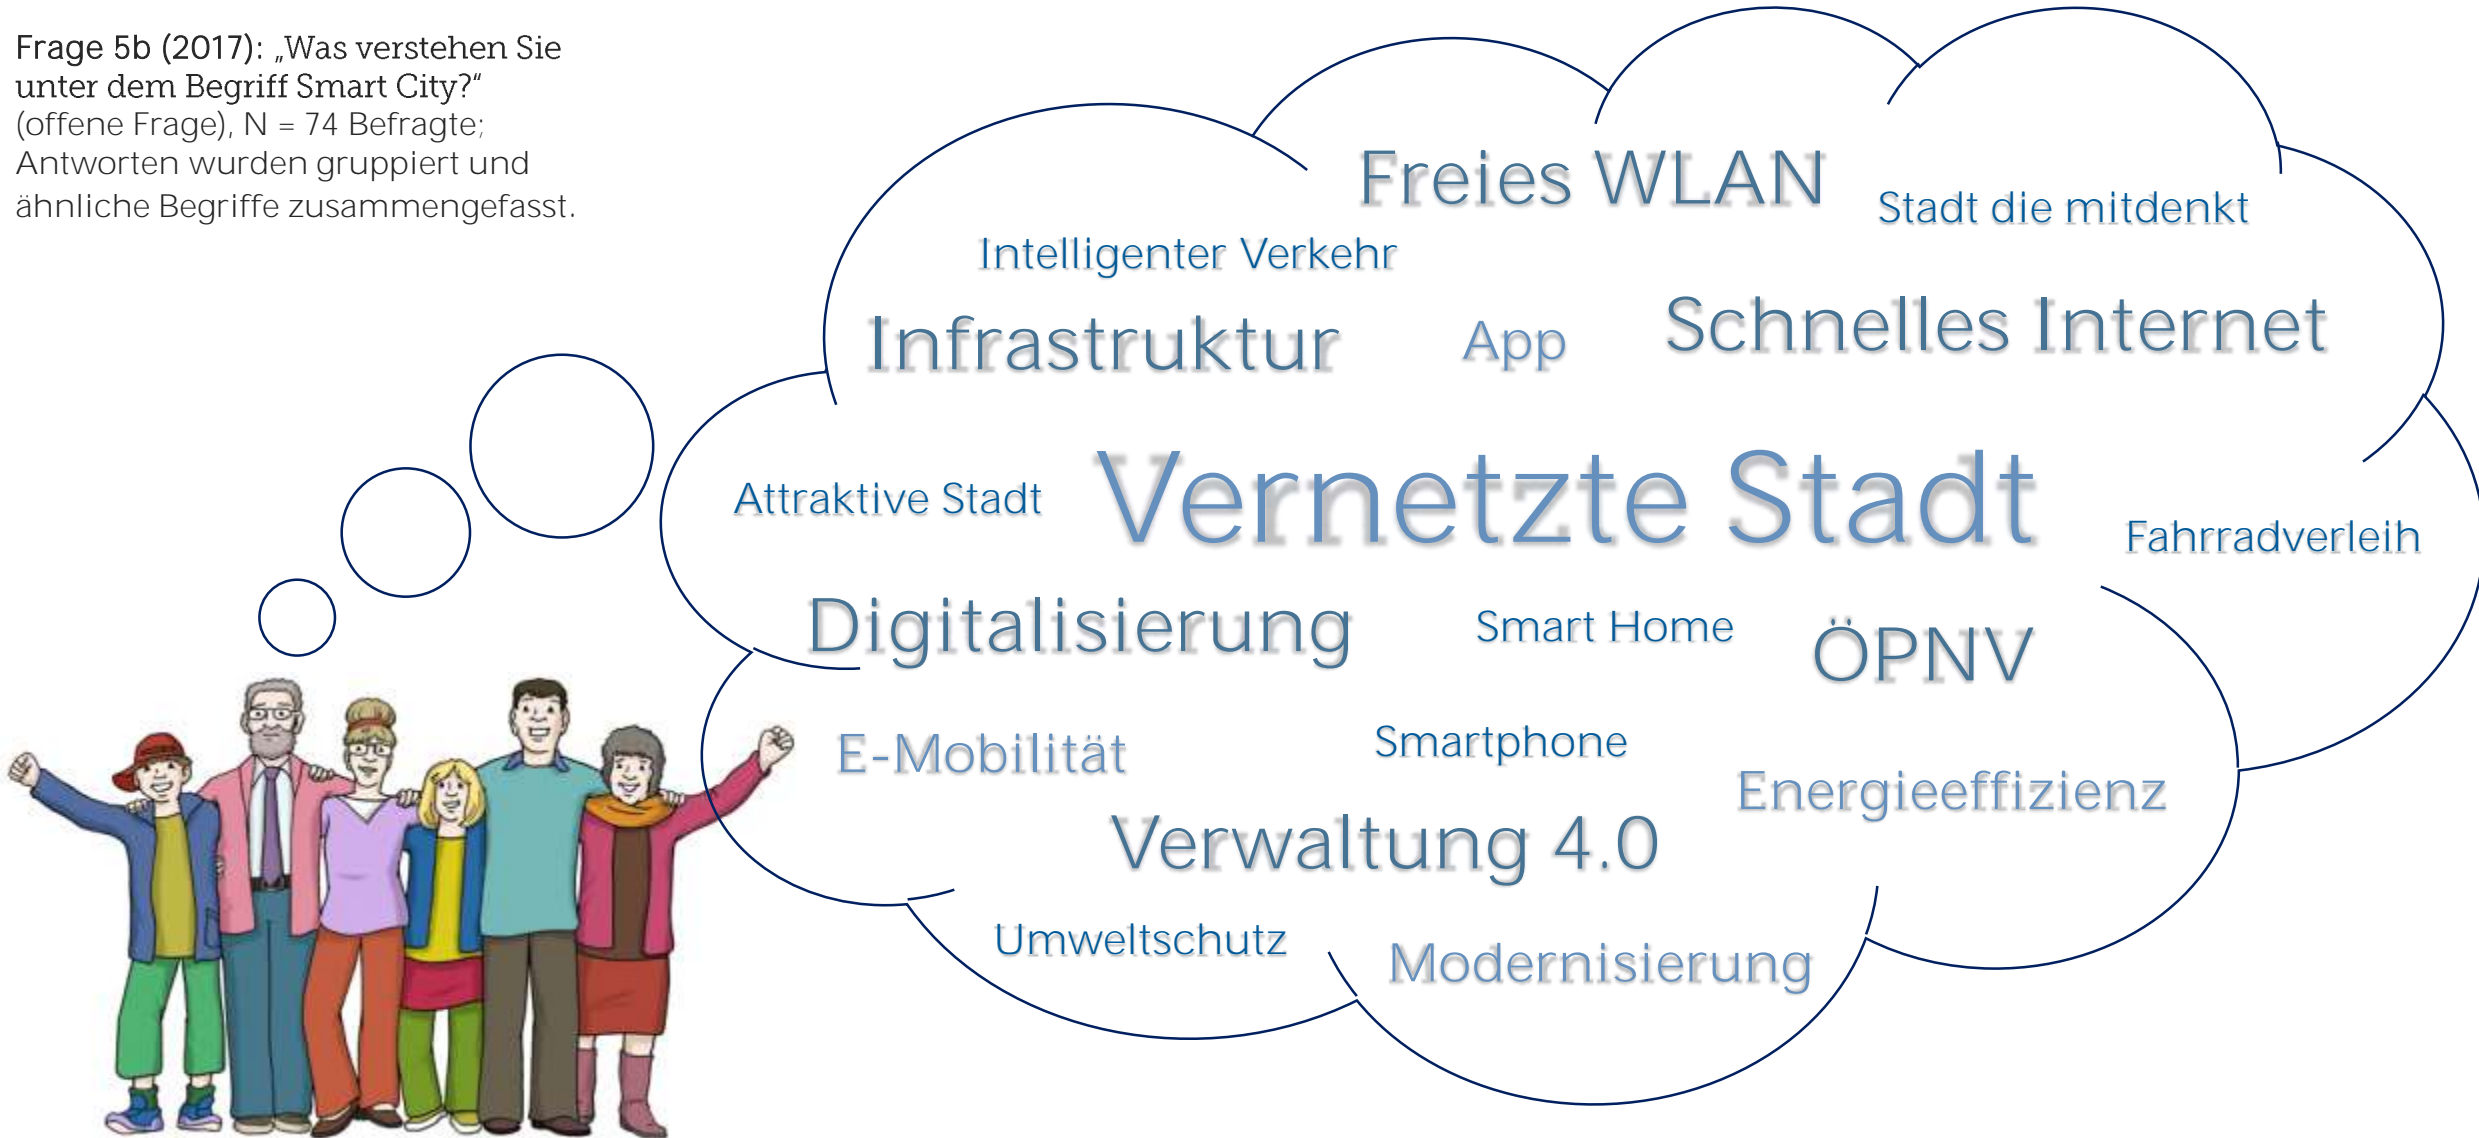 Frage 5b (2017): „Was verstehen Sie
unter dem Begriff Smart City?“
(offene Frage), N = 74 Befragte;
Antworten wurden gruppiert und
ähnliche Begriffe zusammengefasst.
Freies WLAN
Stadt die mitdenkt
Intelligenter Verkehr
Infrastruktur
App
Schnelles Internet
Attraktive Stadt
Vernetzte Stadt
Fahrradverleih
Digitalisierung
Smart Home
ÖPNV
E-Mobilität
Smartphone
Energieeffizienz
Verwaltung 4.0
Umweltschutz
Modernisierung